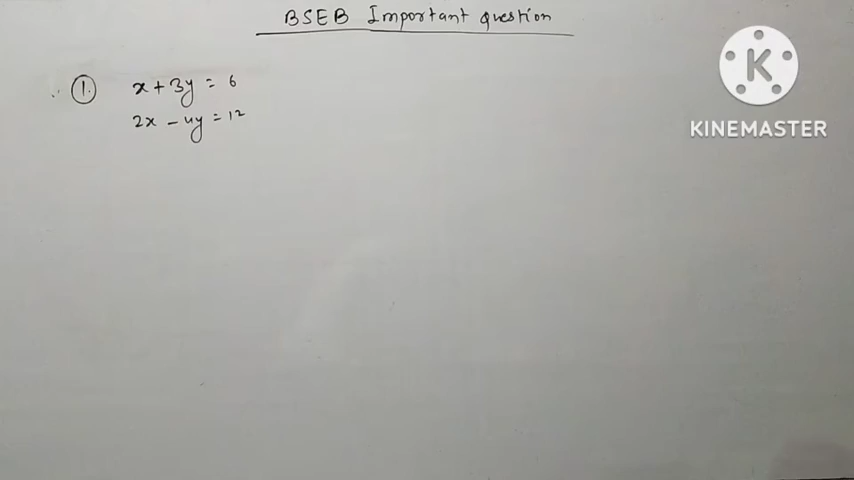 BSEB Important question
K
KINEMASTER
1. x + 3y = 6
2x - 4y = 12